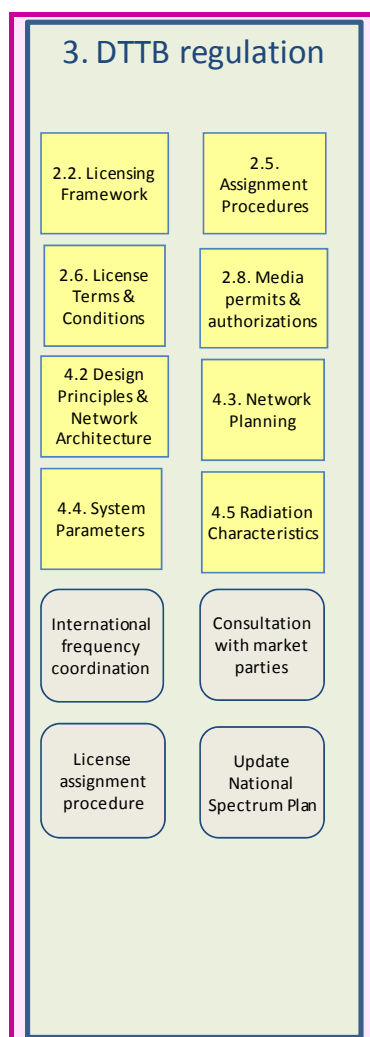 3. DTTB regulation
2.2. Licensing
Framework
2.5.
Assignment
Procedures
2.6. License
Terms &
Conditions
2.8. Media
permits &
authorizations
4.2 Design
Principles &
Network
Architecture
4.3. Network
Planning
4.4. System
Parameters
4.5 Radiation
Characteristics
International
frequency
coordination
Consultation
with market
parties
License
assignment
procedure
Update
National
Spectrum Plan